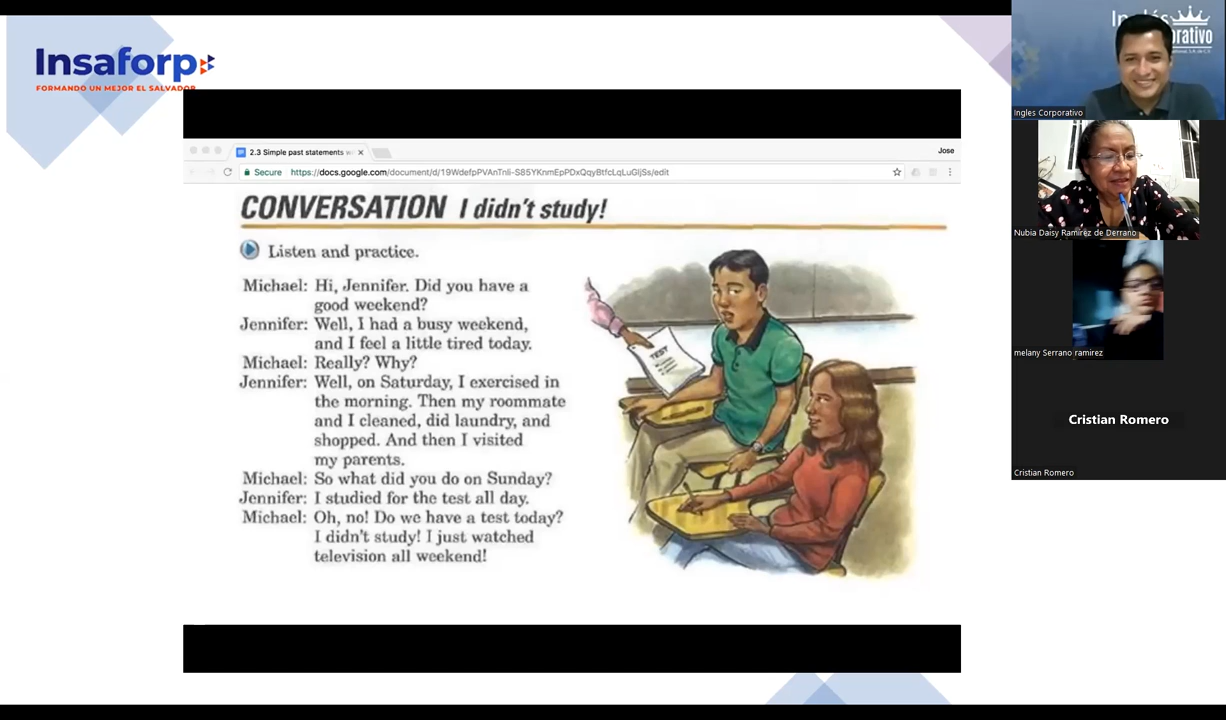 Insaforp
FORMANDO UN MEJOR EL SALVADOR
2.3 Simple past statements
Jose
Secure
CONVERSATION I didn't study!
Listen and practice.
Michael: Hi, Jennifer. Did you have a
good weekend?
Jennifer: Well, I had a busy weekend,
and I feel a little tired today.
Michael: Really? Why?
Jennifer: Well, on Saturday, I exercised in
the morning. Then my roommate
and I cleaned, did laundry, and
shopped. And then I visited
my parents.
Michael: So what did you do on Sunday?
Jennifer: I studied for the test all day.
Michael: Oh, no! Do we have a test today?
I didn't study! I just watched
television all weekend!
TEST
Ingles Corporativo
Nubia Daisy Ramirez de Derrano
melany Serrano ramirez
Cristian Romero
Cristian Romero